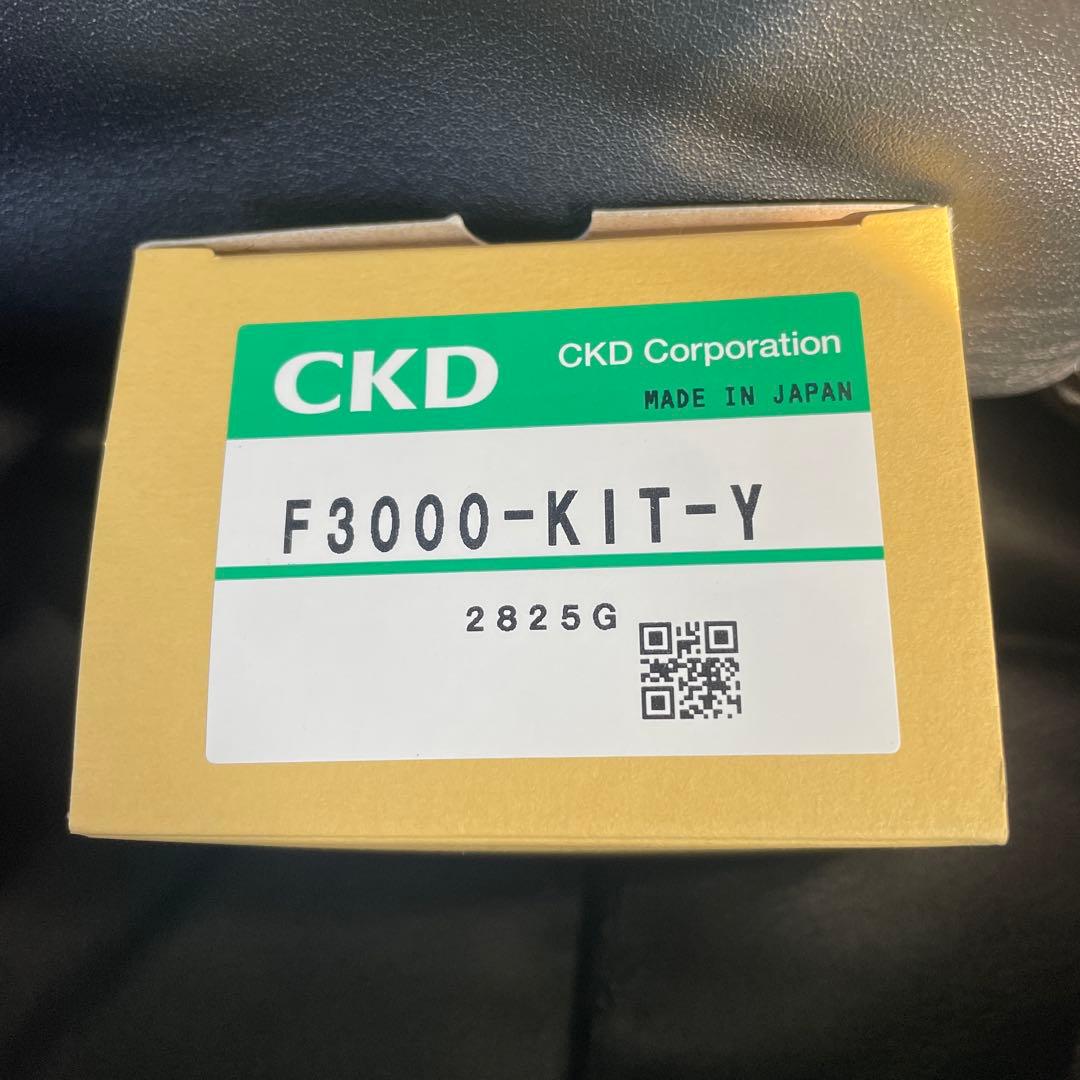 CKD
CKD Corporation
MADE IN JAPAN
F3000-KIT-Y
2825G